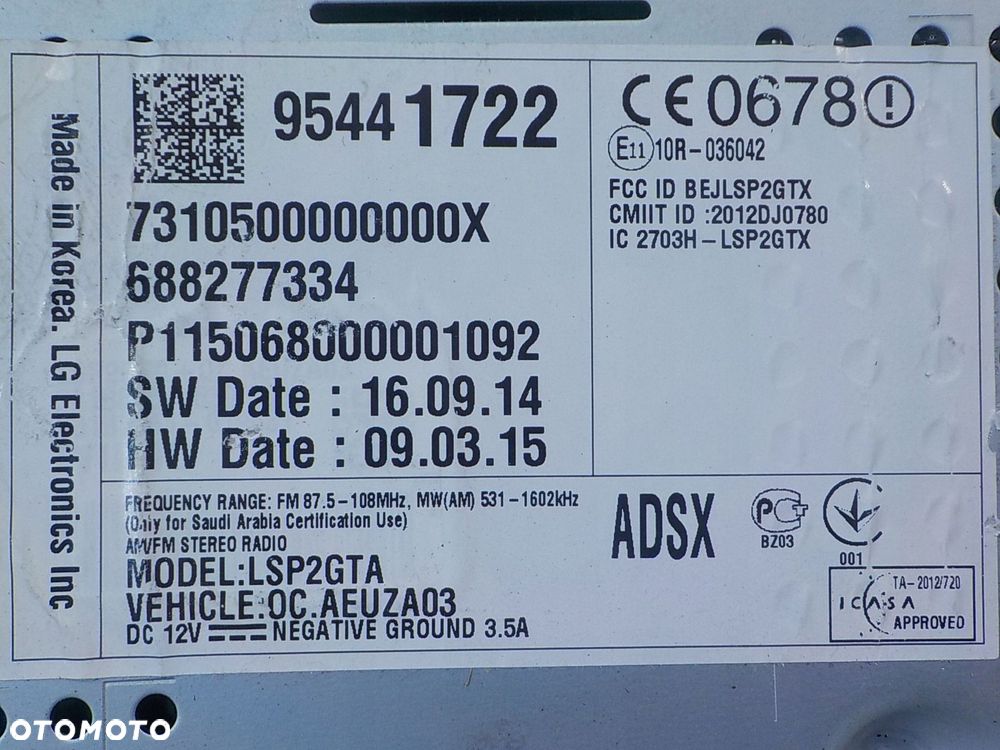 Made in Korea. LG Electronics Inc
95441722
7310500000000X
688277334
P115068000001092
SW Date : 16.09.14
HW Date : 09.03.15
CE0678
E11 10R-036042
FCC ID BEJLSP2GTX
CMIIT ID :2012DJ0780
IC 2703H-LSP2GTX
FREQUENCY RANGE: FM 87.5-108MHz, MW(AM) 531-1602kHz
(Only for Saudi Arabia Certification Use)
AM/FM STEREO RADIO
MODEL:LSP2GTA
VEHICLE:OC.AEUZA03
DC 12V NEGATIVE GROUND 3.5A
ADSX
PCT
BZ03
001
TA-2012/720
ICASA
APPROVED
OTOMOTO